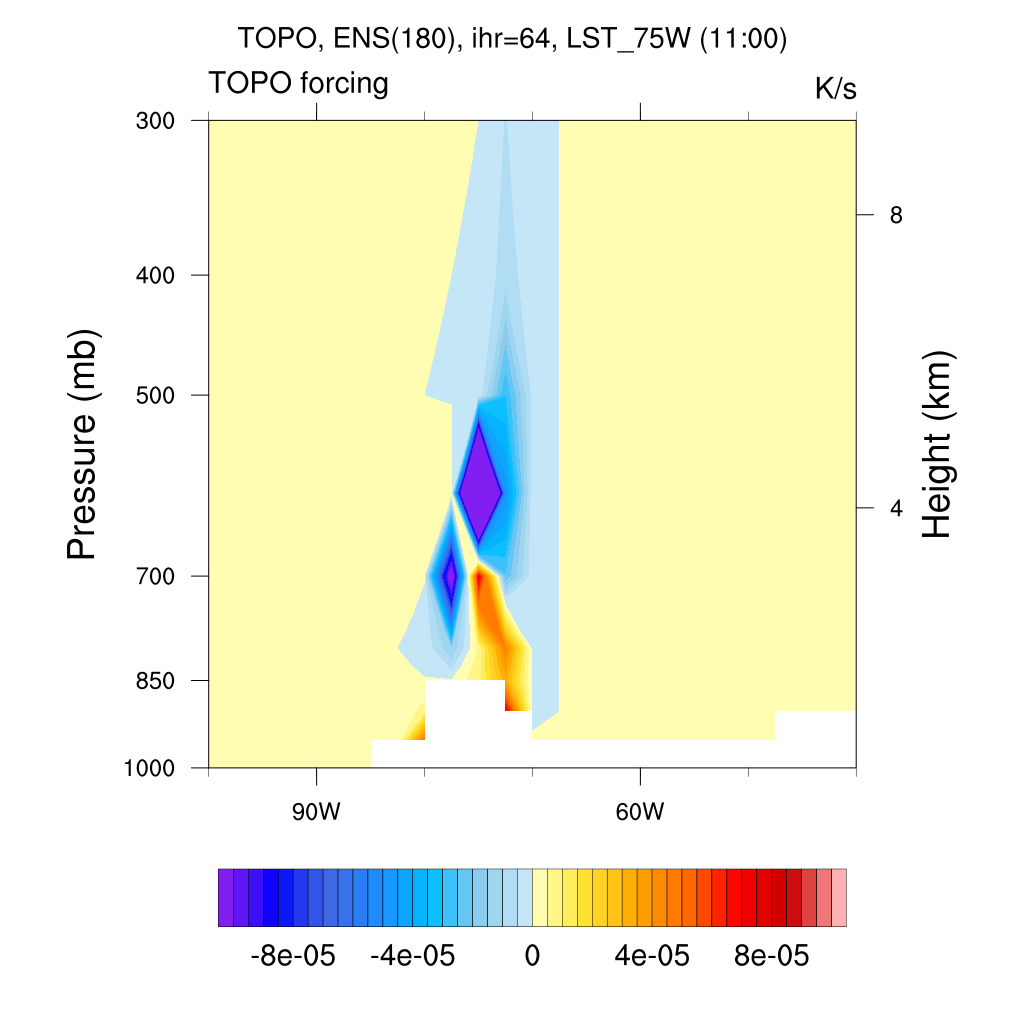 TOPO, ENS(180), ihr=64, LST_75W (11:00)
TOPO forcing
K/s
300
400
500
700
850
1000
Pressure (mb)
8
4
Height (km)
90W
60W
-8e-05
-4e-05
0
4e-05
8e-05